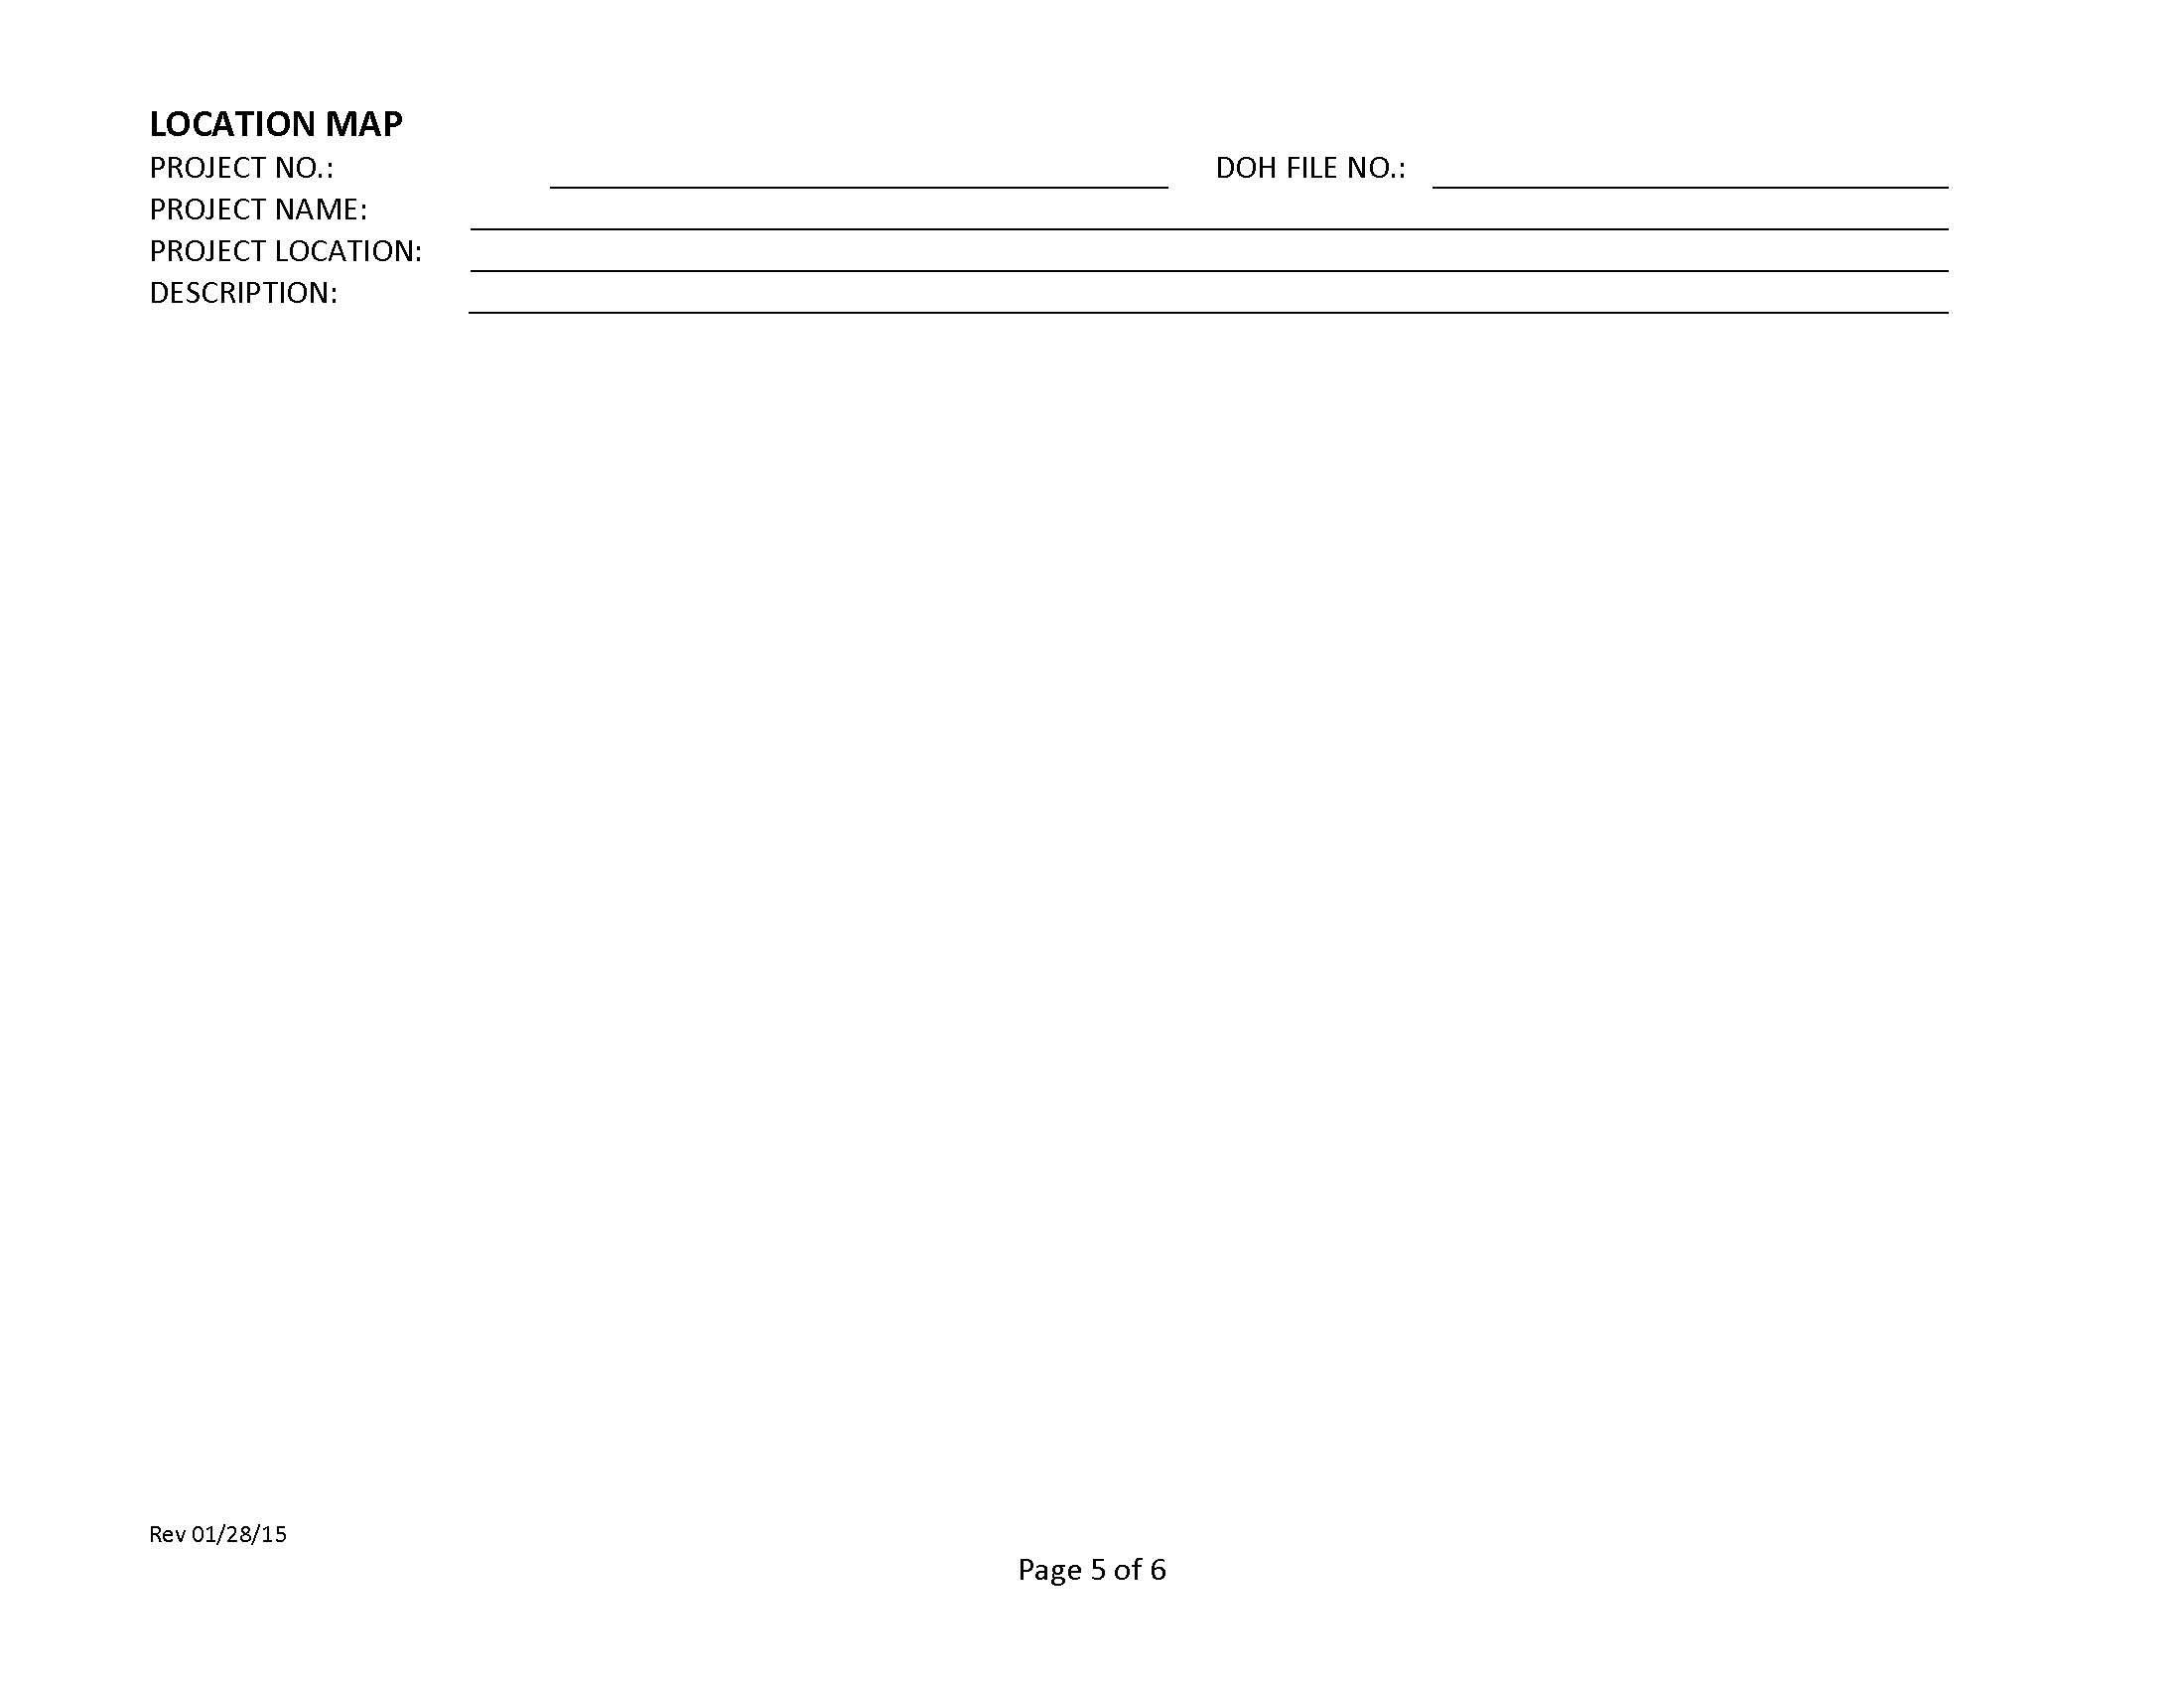 LOCATION MAP
PROJECT NO.: DOH FILE NO.:
PROJECT NAME:
PROJECT LOCATION:
DESCRIPTION:
Rev 01/28/15
Page 5 of 6